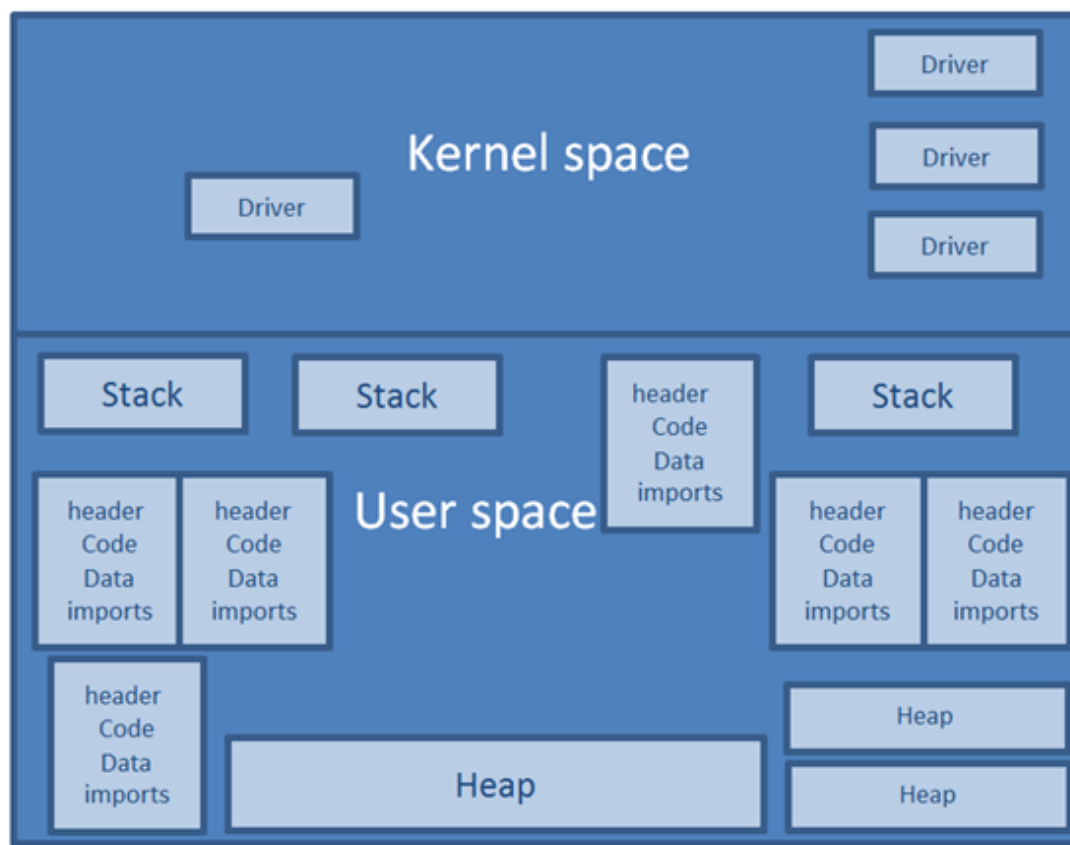 Driver
Kernel space
Driver
Driver
Driver
Stack
Stack
header
Code
Data
imports
Stack
header
Code
Data
imports
header
Code
Data
imports
User space
header
Code
Data
imports
header
Code
Data
imports
header
Code
Data
imports
Heap
Heap
Heap